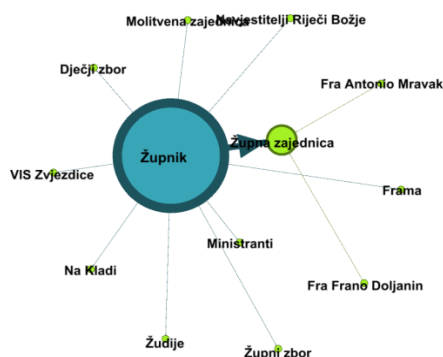 Molitvena zajednica
Navjestitelji Riječi Božje
Dječji zbor
Fra Antonio Mravak
Župna zajednica
Župnik
VIS Zvjezdice
Frama
Ministranti
Na Kladi
Fra Frano Doljanin
Žudije
Župni zbor